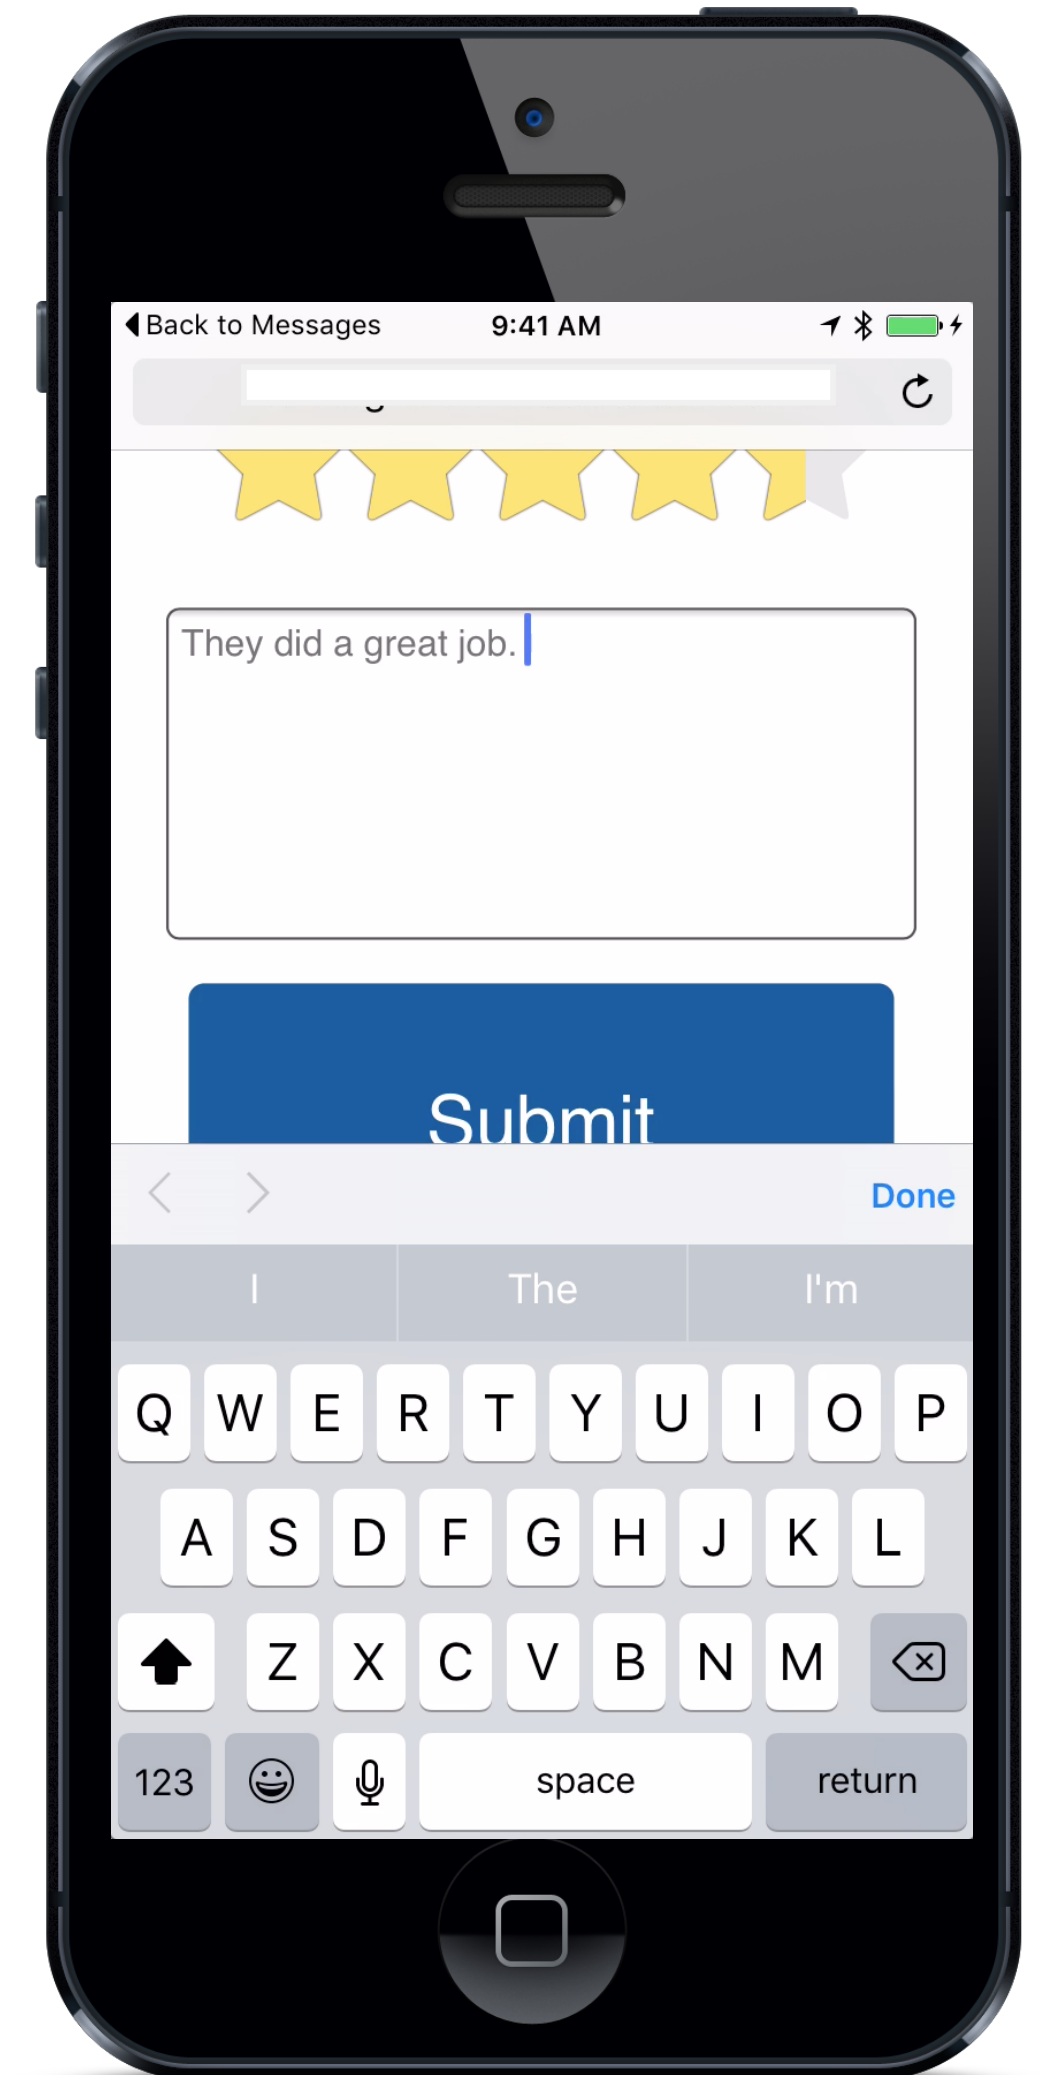 Back to Messages 9:41 AM
They did a great job.
Submit
Done
I The I'm
Q W E R T Y U I O P
A S D F G H J K L
Z X C V B N M
123 space return